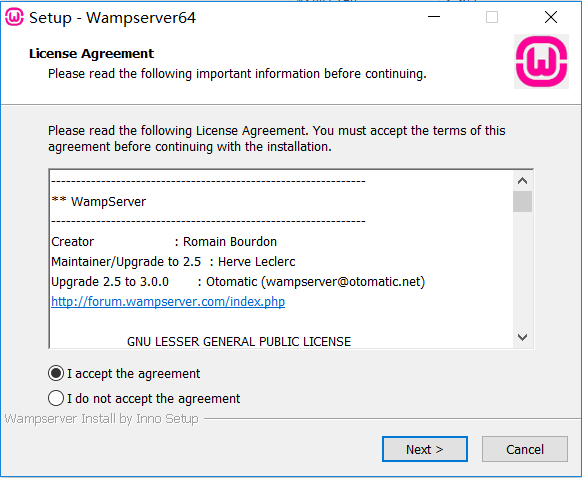 Setup - Wampserver64
License Agreement
Please read the following important information before continuing.
Please read the following License Agreement. You must accept the terms of this
agreement before continuing with the installation.
------------------------------------------------------------------
** WampServer
------------------------------------------------------------------
Creator : Romain Bourdon
Maintainer/Upgrade to 2.5 : Herve Leclerc
Upgrade 2.5 to 3.0.0 : Otomatic (wampserver@otomatic.net)
http://forum.wampserver.com/index.php
GNU LESSER GENERAL PUBLIC LICENSE
I accept the agreement
I do not accept the agreement
Wampserver Install by Inno Setup
Next >
Cancel